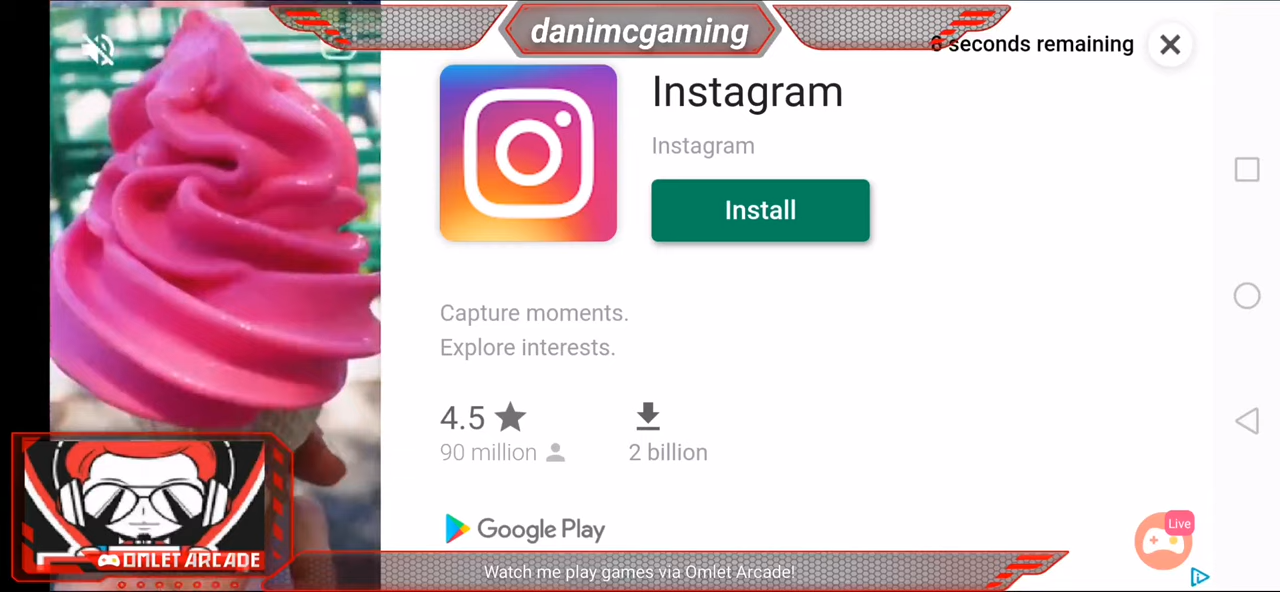 danimcgaming
6 seconds remaining
Instagram
Instagram
Install
Capture moments.
Explore interests.
4.5
90 million
2 billion
Google Play
Live
OMLET ARCADE
Watch me play games via Omlet Arcade!